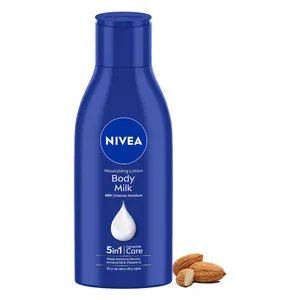 NIVEA
Nourishing Lotion
Body
Milk
48H | Intense Moisture
5in1 | Complete Care
Deep Moisture Serum,
Almond Oil & Vitamin E
Dry to very dry skin